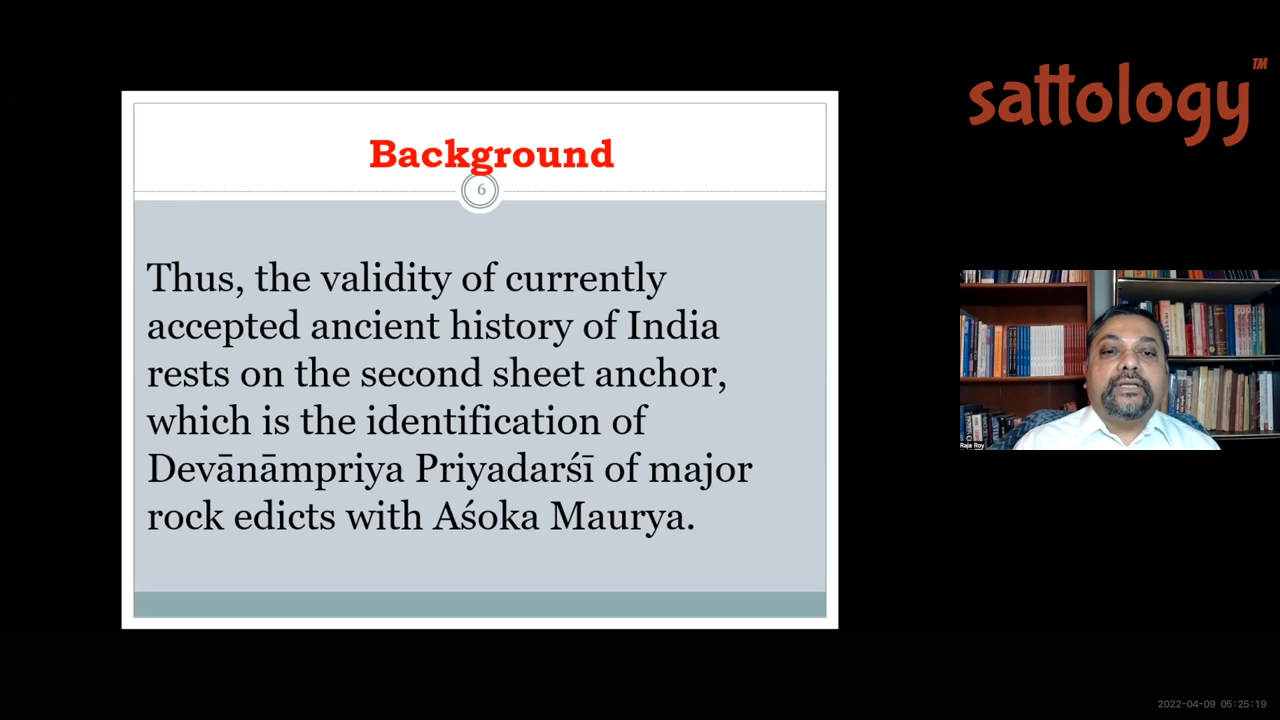 sattology™
Background
6
Thus, the validity of currently
accepted ancient history of India
rests on the second sheet anchor,
which is the identification of
Devānāmpriya Priyadarśī of major
rock edicts with Aśoka Maurya.
Raja Roy
2022-04-09 05:25:19